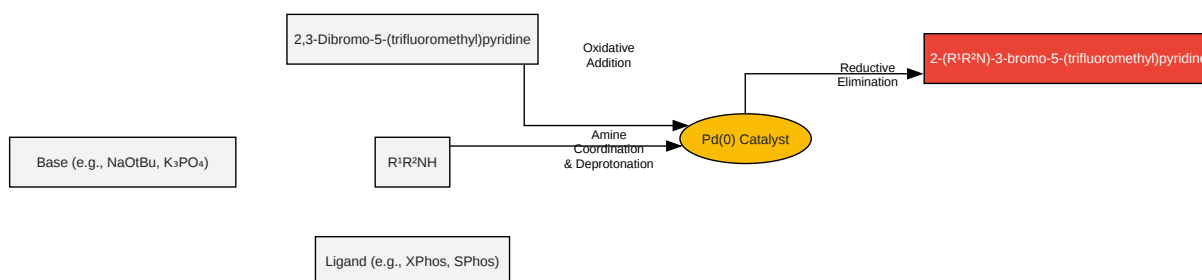 2,3-Dibromo-5-(trifluoromethyl)pyridine
Oxidative
Addition
2-(R¹R²N)-3-bromo-5-(trifluoromethyl)pyridine
Reductive
Elimination
Base (e.g., NaOtBu, K₃PO₄)
R¹R²NH
Amine
Coordination
& Deprotonation
Pd(0) Catalyst
Ligand (e.g., XPhos, SPhos)